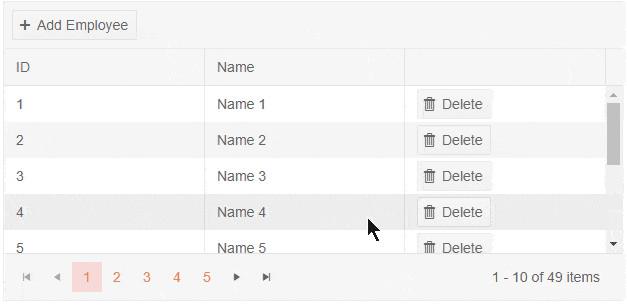 Add Employee
ID Name
1 Name 1 Delete
2 Name 2 Delete
3 Name 3 Delete
4 Name 4 Delete
5 Name 5 Delete
1 2 3 4 5 1 - 10 of 49 items